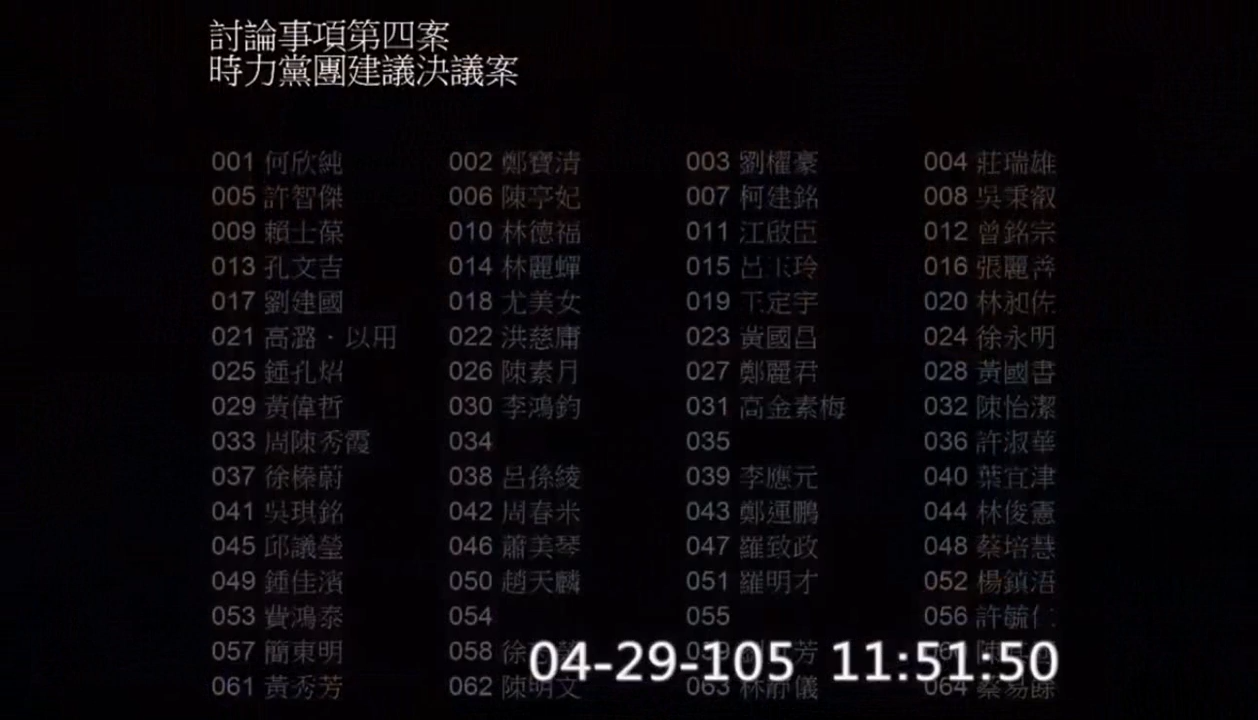 討論事項第四案
時力黨團建議決議案
001 何欣純 002 鄭寶清 003 劉櫂豪 004 莊瑞雄
005 許智傑 006 陳亭妃 007 柯建銘 008 吳秉叡
009 賴士葆 010 林德福 011 江啟臣 012 曾銘宗
013 孔文吉 014 林麗蟬 015 呂玉玲 016 張麗善
017 劉建國 018 尤美女 019 王定宇 020 林昶佐
021 高潞．以用 022 洪慈庸 023 黃國昌 024 徐永明
025 鍾孔炤 026 陳素月 027 鄭麗君 028 黃國書
029 黃偉哲 030 李鴻鈞 031 高金素梅 032 陳怡潔
033 周陳秀霞 034 035 036 許淑華
037 徐榛蔚 038 呂孫綾 039 李應元 040 葉宜津
041 吳琪銘 042 周春米 043 鄭運鵬 044 林俊憲
045 邱議瑩 046 蕭美琴 047 羅致政 048 蔡培慧
049 鍾佳濱 050 趙天麟 051 羅明才 052 楊鎮浯
053 費鴻泰 054 055 056 許毓仁
057 簡東明 058 徐 059 芳 陳
04-29-105 11:51:50
061 黃秀芳 062 陳明文 063 林靜儀 064 蔡易餘